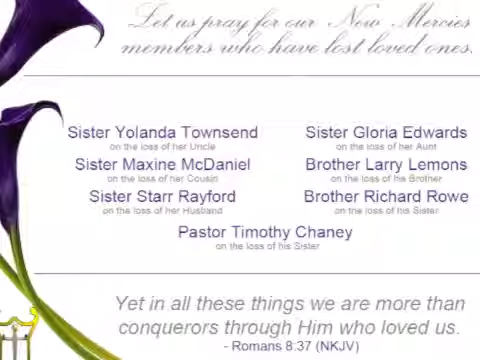 Let us pray for our New Mercies
members who have lost loved ones.
Sister Yolanda Townsend
on the loss of her Uncle
Sister Gloria Edwards
on the loss of her Aunt
Sister Maxine McDaniel
on the loss of her Cousin
Brother Larry Lemons
on the loss of his Brother
Sister Starr Rayford
on the loss of her Husband
Brother Richard Rowe
on the loss of his Sister
Pastor Timothy Chaney
on the loss of his Sister
Yet in all these things we are more than
conquerors through Him who loved us.
- Romans 8:37 (NKJV)